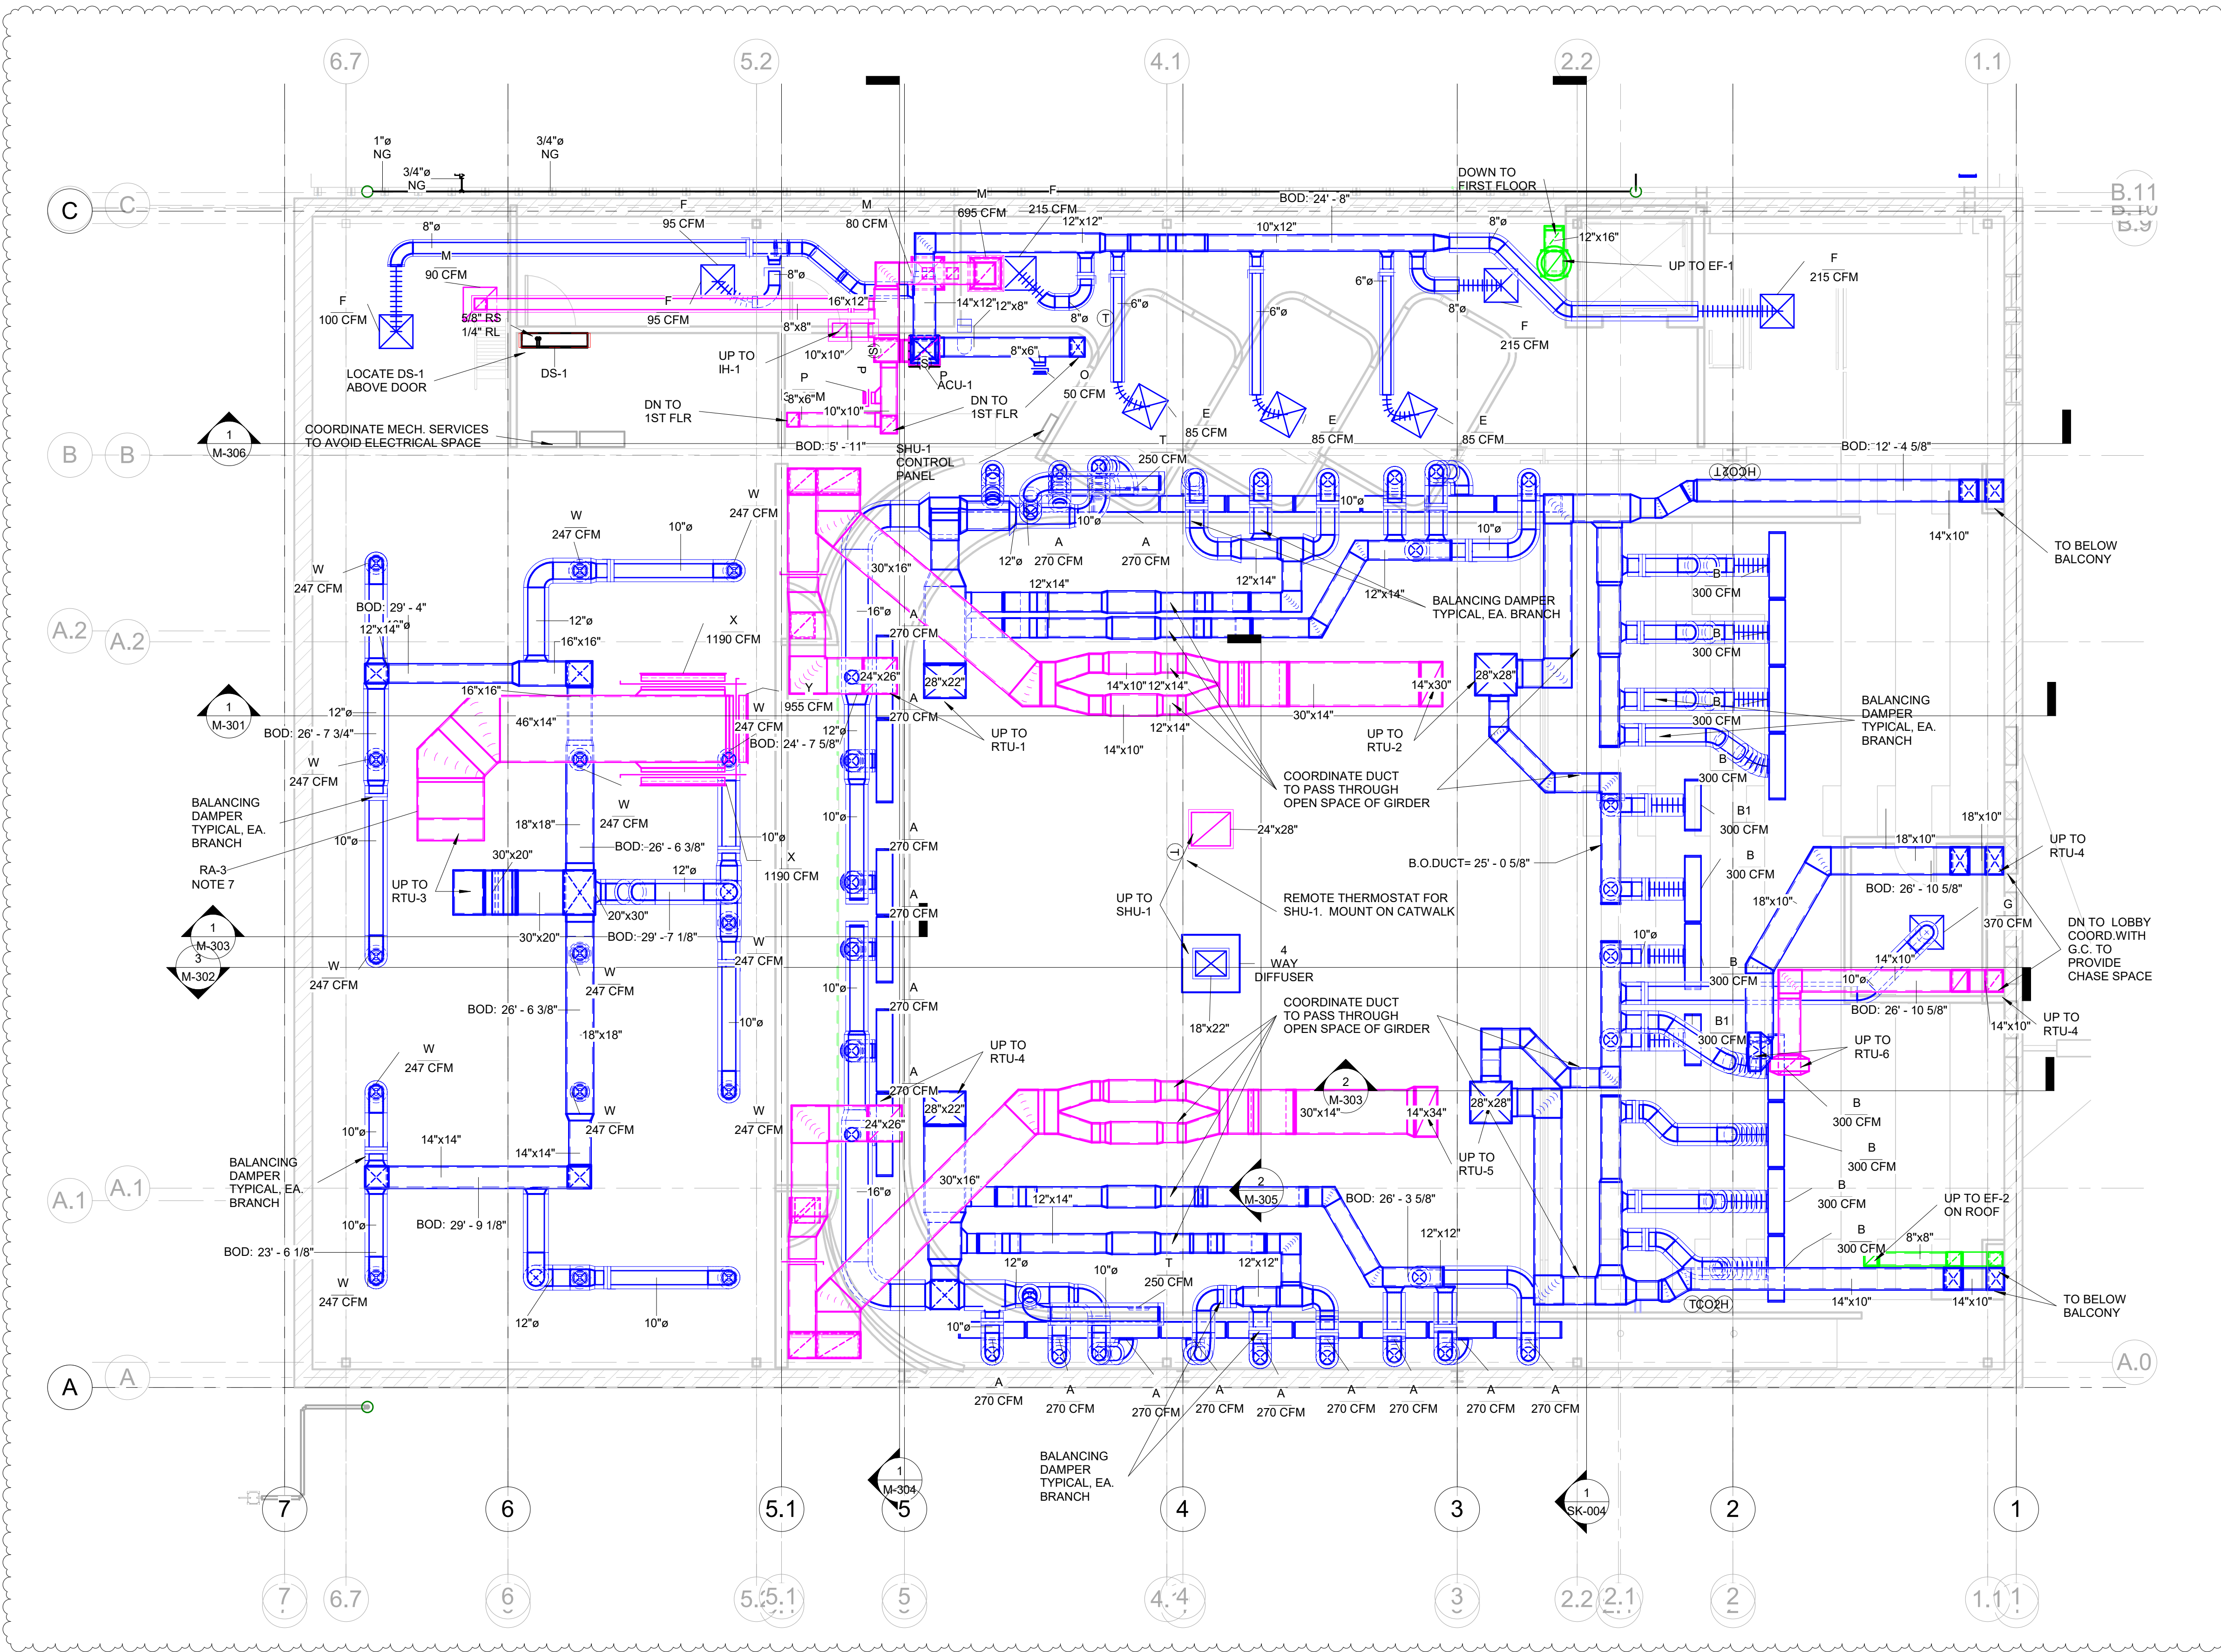 6.7
5.2
4.1
2.2
1.1
1"ø
NG
3/4"ø
NG
3/4"ø
NG
C
C
B.11
B.10
B.9
DOWN TO
FIRST FLOOR
BOD: 24' - 8"
8"ø
M
90 CFM
F
95 CFM
M
80 CFM
M
695 CFM
F
215 CFM
12"x12"
10"x12"
8"ø
12"x16"
UP TO EF-1
F
215 CFM
F
100 CFM
8"ø
F
95 CFM
16"x12"
14"x12"
12"x8"
8"x8"
8"ø
T
6"ø
6"ø
6"ø
8"ø
F
215 CFM
5/8" RS
1/4" RL
LOCATE DS-1
ABOVE DOOR
DS-1
UP TO
IH-1
10"x10"
8"x6"
P
P
P
ACU-1
O
50 CFM
DN TO
1ST FLR
8"x6"
M
10"x10"
DN TO
1ST FLR
E
85 CFM
E
85 CFM
E
85 CFM
COORDINATE MECH. SERVICES
TO AVOID ELECTRICAL SPACE
1
M-306
BOD: 5' - 11"
SHU-1
CONTROL
PANEL
T
250 CFM
BOD: 12' - 4 5/8"
B
B
W
247 CFM
W
247 CFM
10"ø
W
247 CFM
10"ø
10"ø
10"ø
12"ø
A
270 CFM
A
270 CFM
14"x10"
TO BELOW
BALCONY
30"x16"
12"x14"
12"x14"
12"x14"
B
300 CFM
BALANCING DAMPER
TYPICAL, EA. BRANCH
BOD: 29' - 4"
12"x14"
12"ø
16"x16"
16"ø
A
270 CFM
X
1190 CFM
A.2
A.2
B
300 CFM
16"x16"
46"x14"
Y
955 CFM
24"x26"
28"x22"
14"x10"
12"x14"
14"x30"
28"x28"
12"ø
BOD: 26' - 7 3/4"
W
247 CFM
BOD: 24' - 7 5/8"
12"ø
A
270 CFM
1
M-301
UP TO
RTU-1
14"x10"
12"x14"
30"x14"
UP TO
RTU-2
B
300 CFM
BALANCING
DAMPER
TYPICAL, EA.
BRANCH
W
247 CFM
COORDINATE DUCT
TO PASS THROUGH
OPEN SPACE OF GIRDER
B
300 CFM
BALANCING
DAMPER
TYPICAL, EA.
BRANCH
W
247 CFM
18"x18"
BOD: 26' - 6 3/8"
10"ø
10"ø
10"ø
A
270 CFM
24"x28"
B1
300 CFM
18"x10"
18"x10"
UP TO
RTU-4
RA-3
NOTE 7
UP TO
RTU-3
30"x20"
12"ø
X
1190 CFM
T
B.O.DUCT= 25' - 0 5/8"
B
300 CFM
BOD: 26' - 10 5/8"
20"x30"
30"x20"
BOD: 29' - 7 1/8"
A
270 CFM
UP TO
SHU-1
REMOTE THERMOSTAT FOR
SHU-1. MOUNT ON CATWALK
18"x10"
G
370 CFM
DN TO LOBBY
COORD.WITH
G.C. TO
PROVIDE
CHASE SPACE
1
M-303
3
M-302
W
247 CFM
W
247 CFM
W
247 CFM
10"ø
4
WAY
DIFFUSER
10"ø
B
300 CFM
14"x10"
10"ø
BOD: 26' - 10 5/8"
BOD: 26' - 6 3/8"
18"x18"
10"ø
A
270 CFM
18"x22"
COORDINATE DUCT
TO PASS THROUGH
OPEN SPACE OF GIRDER
B1
300 CFM
14"x10"
UP TO
RTU-4
UP TO
RTU-6
W
247 CFM
UP TO
RTU-4
A
270 CFM
2
M-303
28"x22"
24"x26"
30"x14"
14"x34"
28"x28"
B
300 CFM
10"ø
14"x14"
14"x14"
W
247 CFM
W
247 CFM
B
300 CFM
BALANCING
DAMPER
TYPICAL, EA.
BRANCH
UP TO
RTU-5
A.1
A.1
30"x16"
16"ø
12"x14"
2
M-305
BOD: 26' - 3 5/8"
B
300 CFM
UP TO EF-2
ON ROOF
10"ø
BOD: 29' - 9 1/8"
BOD: 23' - 6 1/8"
12"x12"
B
300 CFM
8"x8"
W
247 CFM
12"ø
10"ø
T
250 CFM
12"x12"
12"ø
10"ø
10"ø
TCO2H
14"x10"
14"x10"
TO BELOW
BALCONY
A
A
A.0
A
270 CFM
A
270 CFM
A
270 CFM
A
270 CFM
A
270 CFM
A
270 CFM
A
270 CFM
A
270 CFM
A
270 CFM
BALANCING
DAMPER
TYPICAL, EA.
BRANCH
1
M-304
1
SK-004
7
6
5.1
5
4
3
2
1
7
6.7
6
5.2
5.1
5
4
3
2.2
2.1
2
1.1
1